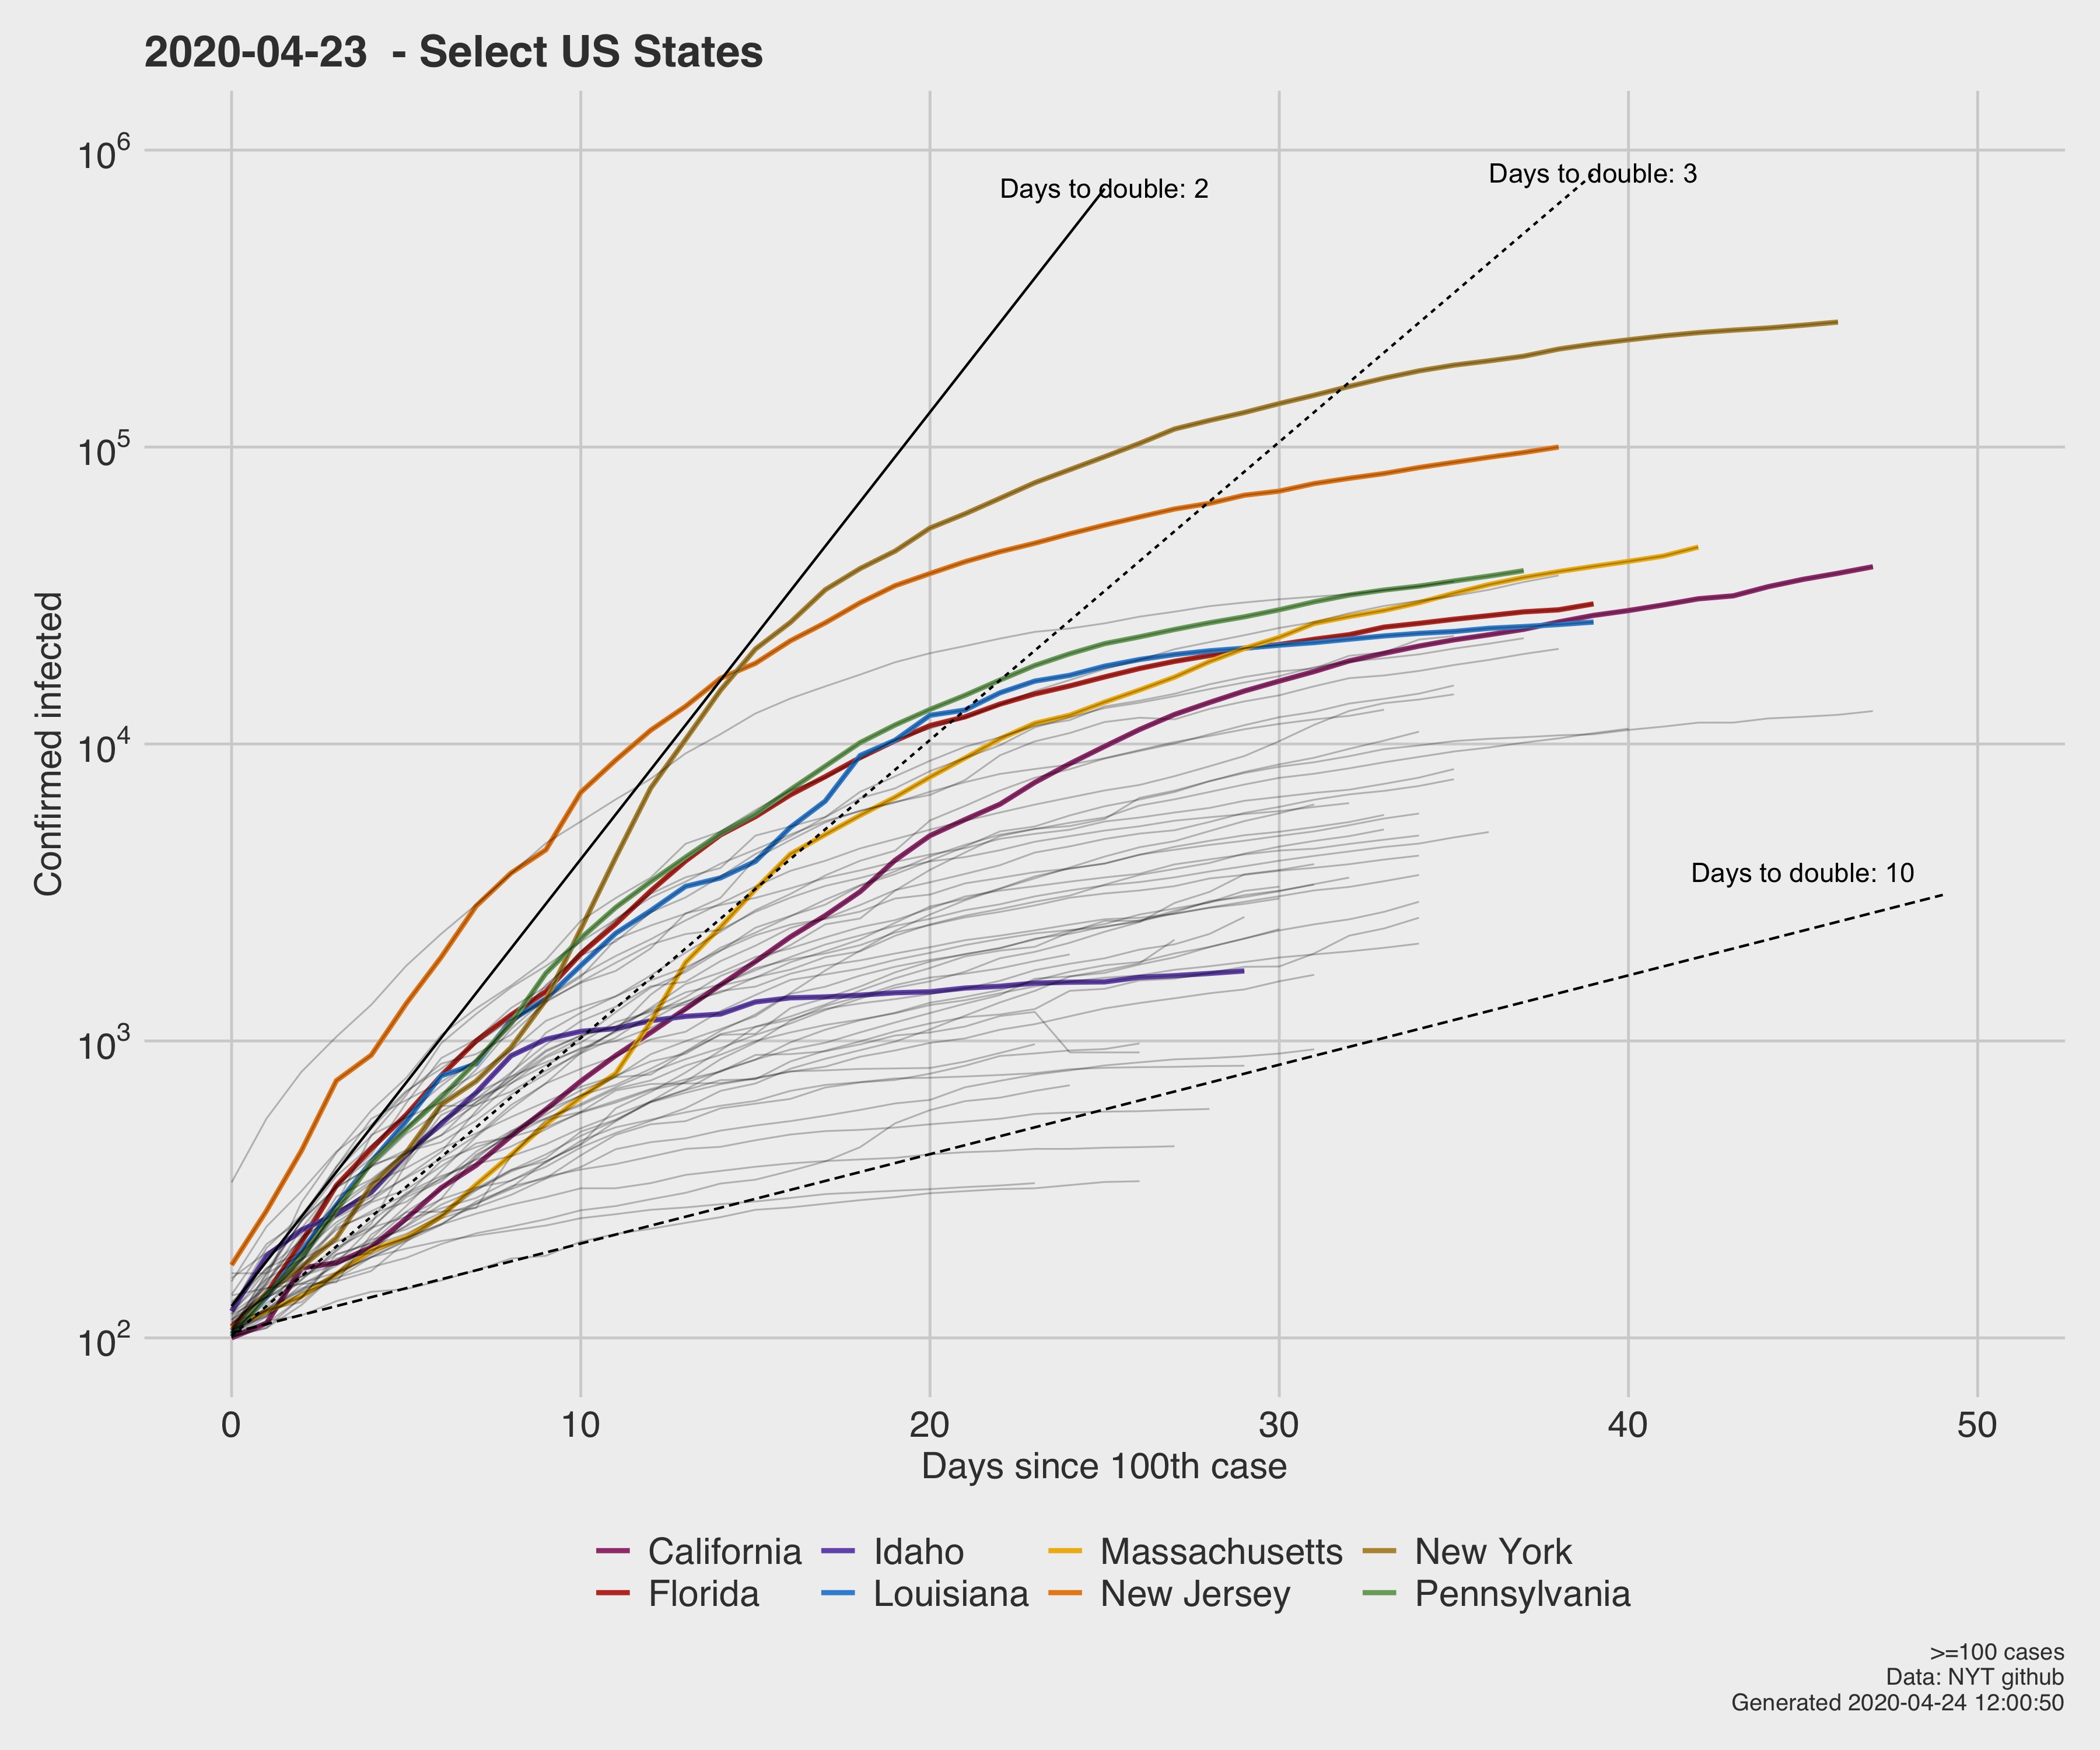 2020-04-23  - Select US States
10^6
10^5
10^4
10^3
10^2
Confirmed infected
Days to double: 2
Days to double: 3
Days to double: 10
0 10 20 30 40 50
Days since 100th case
California Idaho Massachusetts New York
Florida Louisiana New Jersey Pennsylvania
>=100 cases
Data: NYT github
Generated 2020-04-24 12:00:50